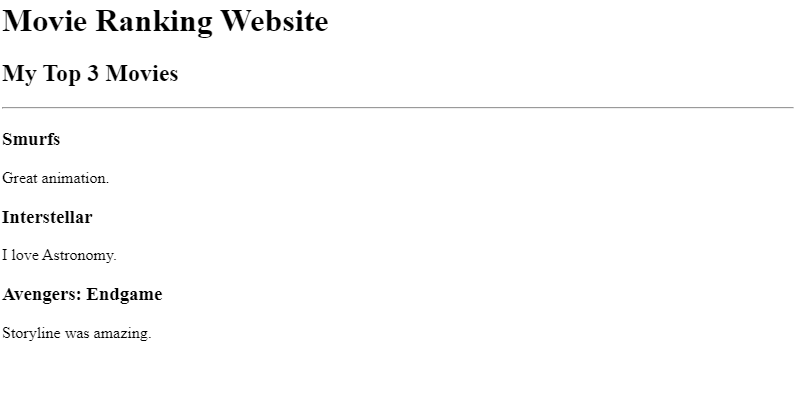 Movie Ranking Website
My Top 3 Movies
Smurfs
Great animation.
Interstellar
I love Astronomy.
Avengers: Endgame
Storyline was amazing.